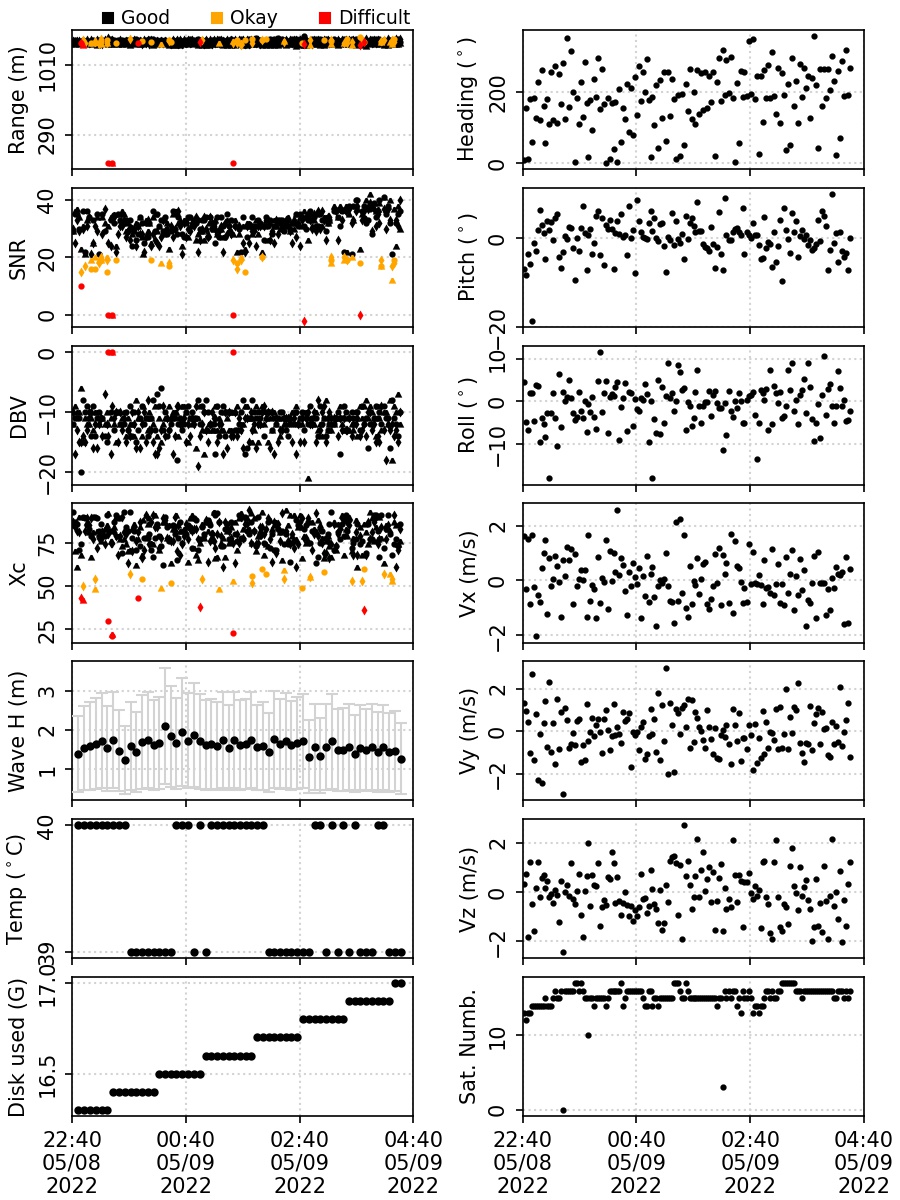 Good Okay Difficult
Range (m)
1010
290
Heading (°)
200
0
SNR
40
20
0
Pitch (°)
0
−20
DBV
0
−10
−20
Roll (°)
10
0
−10
Xc
75
50
25
Vx (m/s)
2
0
−2
Wave H (m)
3
2
1
Vy (m/s)
2
0
−2
Temp (°C)
40
39
Vz (m/s)
2
0
−2
Disk used (G)
17.0
16.5
Sat. Numb.
10
0
22:40 00:40 02:40 04:40
05/08 05/09 05/09 05/09
2022 2022 2022 2022
22:40 00:40 02:40 04:40
05/08 05/09 05/09 05/09
2022 2022 2022 2022